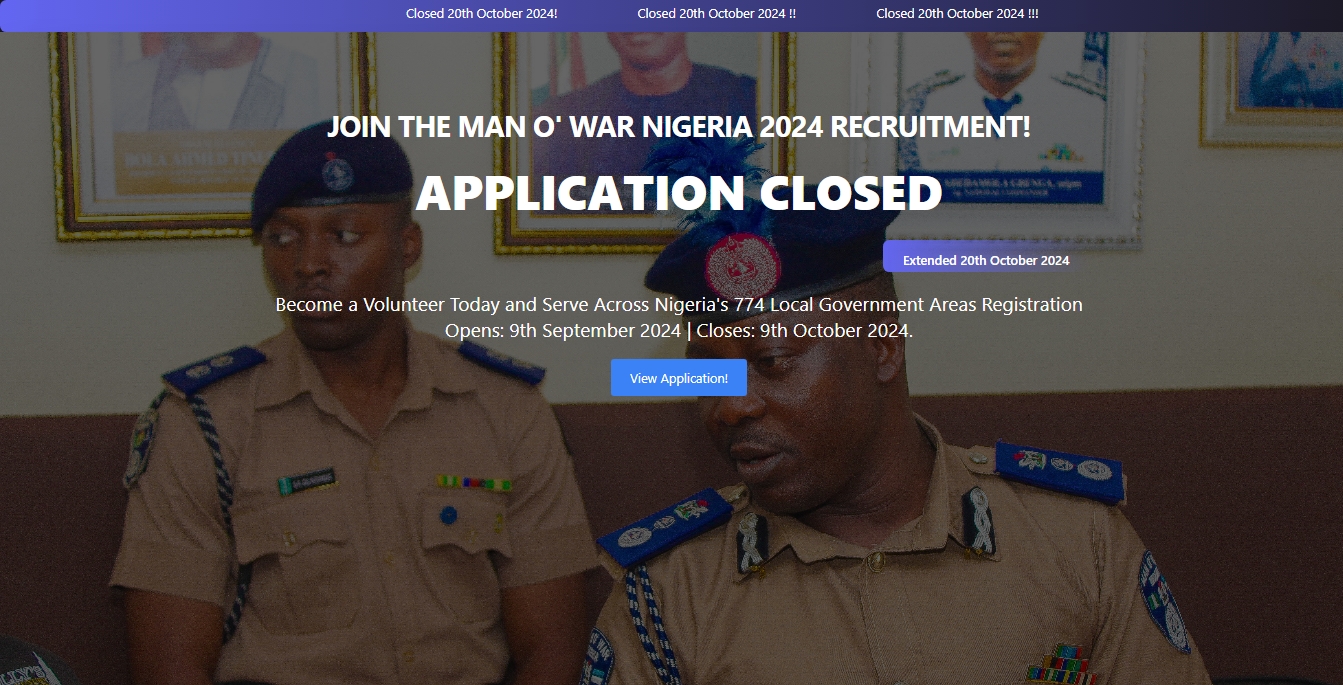 Closed 20th October 2024! Closed 20th October 2024 !! Closed 20th October 2024 !!!
JOIN THE MAN O' WAR NIGERIA 2024 RECRUITMENT!
APPLICATION CLOSED
Extended 20th October 2024
Become a Volunteer Today and Serve Across Nigeria's 774 Local Government Areas Registration
Opens: 9th September 2024 | Closes: 9th October 2024.
View Application!